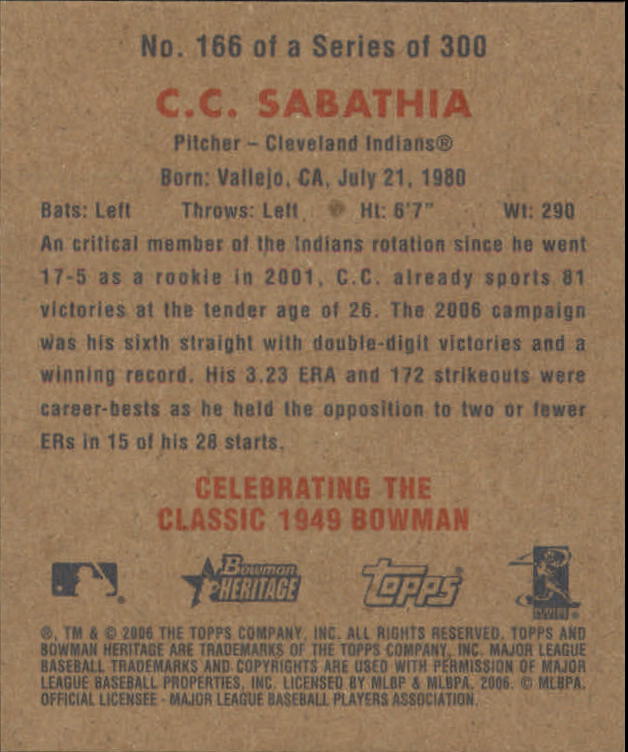 No. 166 of a Series of 300
C.C. SABATHIA
Pitcher – Cleveland Indians®
Born: Vallejo, CA, July 21, 1980
Bats: Left Throws: Left Ht: 6'7" Wt: 290
An critical member of the Indians rotation since he went
17-5 as a rookie in 2001, C.C. already sports 81
victories at the tender age of 26. The 2006 campaign
was his sixth straight with double-digit victories and a
winning record. His 3.23 ERA and 172 strikeouts were
career-bests as he held the opposition to two or fewer
ERs in 15 of his 28 starts.
CELEBRATING THE
CLASSIC 1949 BOWMAN
Bowman
HERITAGE
Topps®
PLAYERS
®, TM & © 2006 THE TOPPS COMPANY, INC. ALL RIGHTS RESERVED. TOPPS AND
BOWMAN HERITAGE ARE TRADEMARKS OF THE TOPPS COMPANY, INC. MAJOR LEAGUE
BASEBALL TRADEMARKS AND COPYRIGHTS ARE USED WITH PERMISSION OF MAJOR
LEAGUE BASEBALL PROPERTIES, INC. LICENSED BY MLBP & MLBPA. 2006. © MLBPA.
OFFICIAL LICENSEE - MAJOR LEAGUE BASEBALL PLAYERS ASSOCIATION.